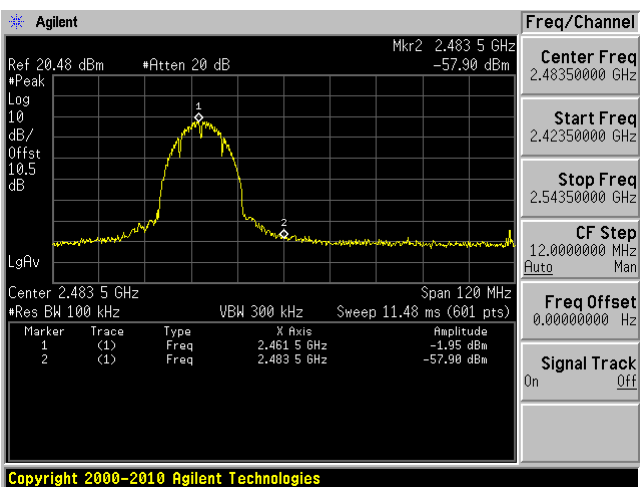 Agilent
Freq/Channel
Mkr2 2.483 5 GHz
Ref 20.48 dBm #Atten 20 dB -57.90 dBm
#Peak
Log
10
dB/
Offst
10.5
dB
LgAv
1
2
Center 2.483 5 GHz Span 120 MHz
#Res BW 100 kHz VBW 300 kHz Sweep 11.48 ms (601 pts)
Marker Trace Type X Axis Amplitude
1 (1) Freq 2.461 5 GHz -1.95 dBm
2 (1) Freq 2.483 5 GHz -57.90 dBm
Center Freq
2.48350000 GHz
Start Freq
2.42350000 GHz
Stop Freq
2.54350000 GHz
CF Step
12.0000000 MHz
Auto Man
Freq Offset
0.00000000 Hz
Signal Track
On Off
Copyright 2000-2010 Agilent Technologies